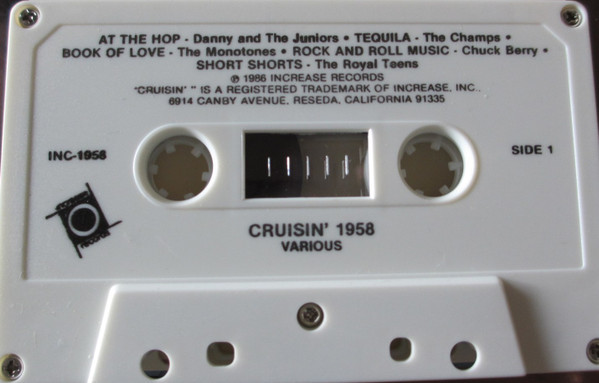 AT THE HOP - Danny and The Juniors • TEQUILA - The Champs •
BOOK OF LOVE - The Monotones • ROCK AND ROLL MUSIC - Chuck Berry •
SHORT SHORTS - The Royal Teens
℗ 1986 INCREASE RECORDS
"CRUISIN' " IS A REGISTERED TRADEMARK OF INCREASE, INC.,
6914 CANBY AVENUE, RESEDA, CALIFORNIA 91335
INC-1958
SIDE 1
CRUISIN' 1958
VARIOUS